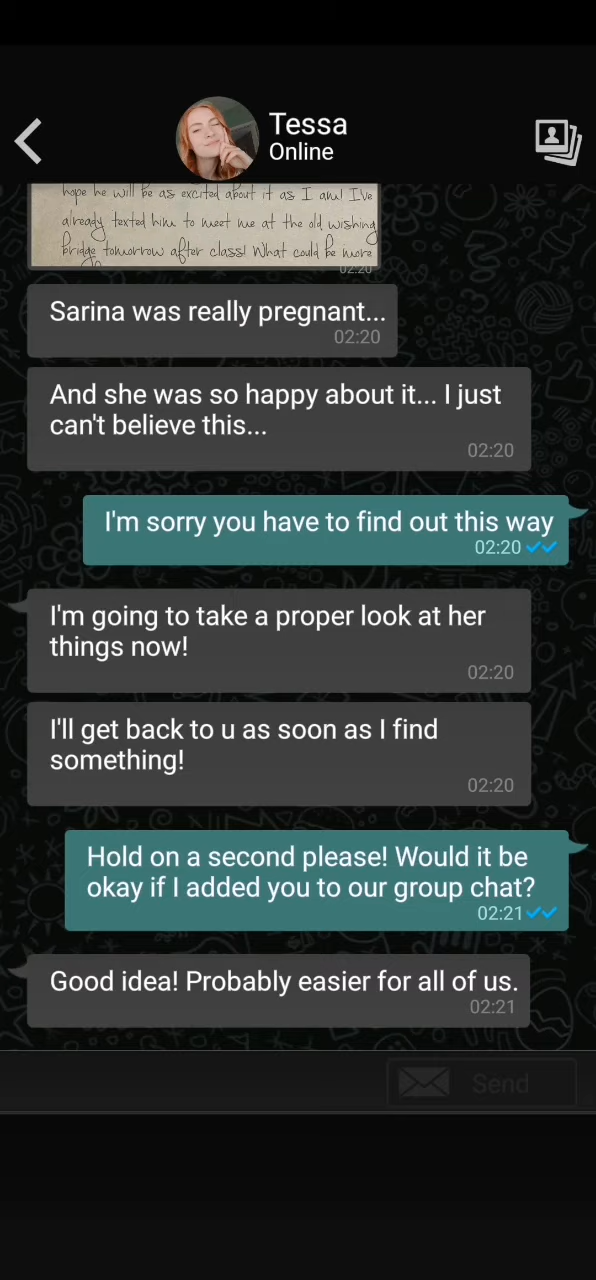 Tessa
Online
hope he will be as excited about it as I am! I've
already texted him to meet me at the old wishing
bridge tomorrow after class! What could be more
02:20
Sarina was really pregnant...
02:20
And she was so happy about it... I just
can't believe this...
02:20
I'm sorry you have to find out this way
02:20
I'm going to take a proper look at her
things now!
02:20
I'll get back to u as soon as I find
something!
02:20
Hold on a second please! Would it be
okay if I added you to our group chat?
02:21
Good idea! Probably easier for all of us.
02:21
Send